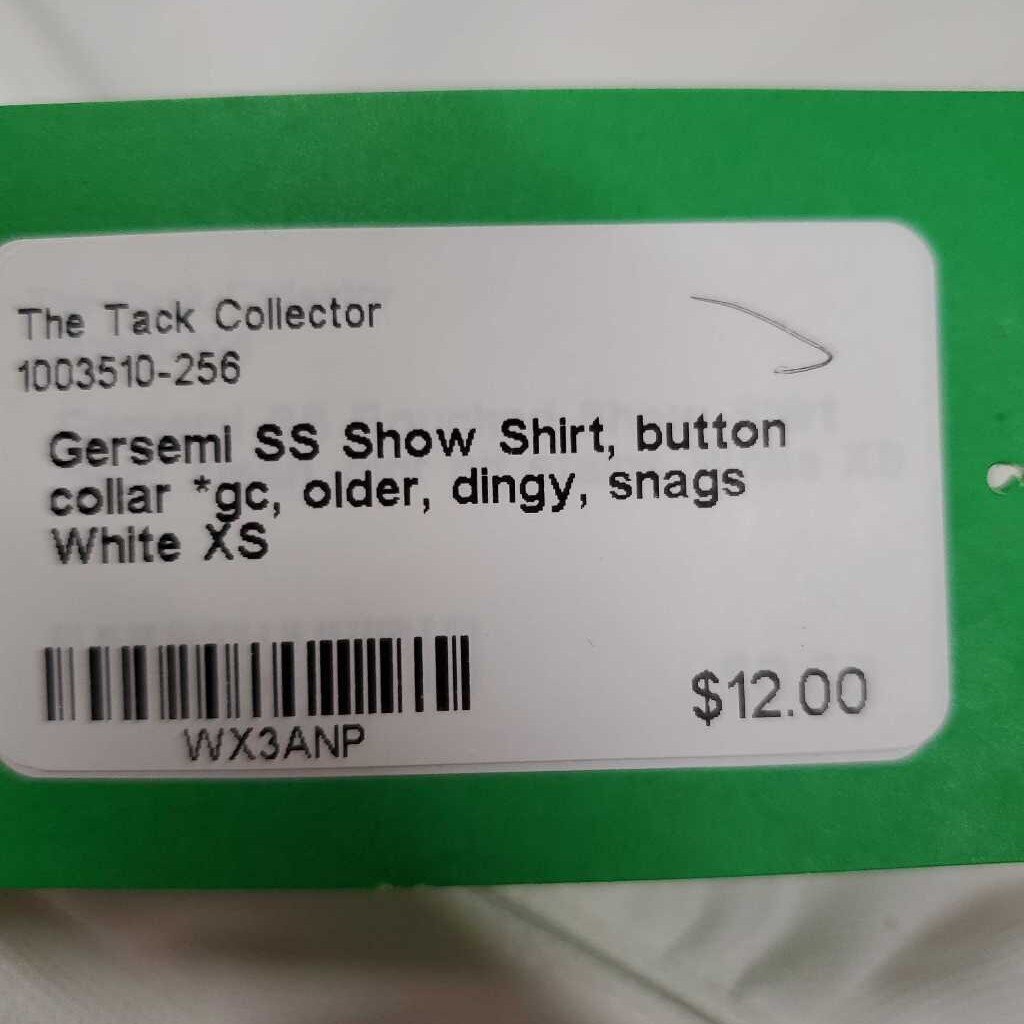 The Tack Collector
1003510-256
Gersemi SS Show Shirt, button
collar *gc, older, dingy, snags
White XS
WX3ANP
$12.00